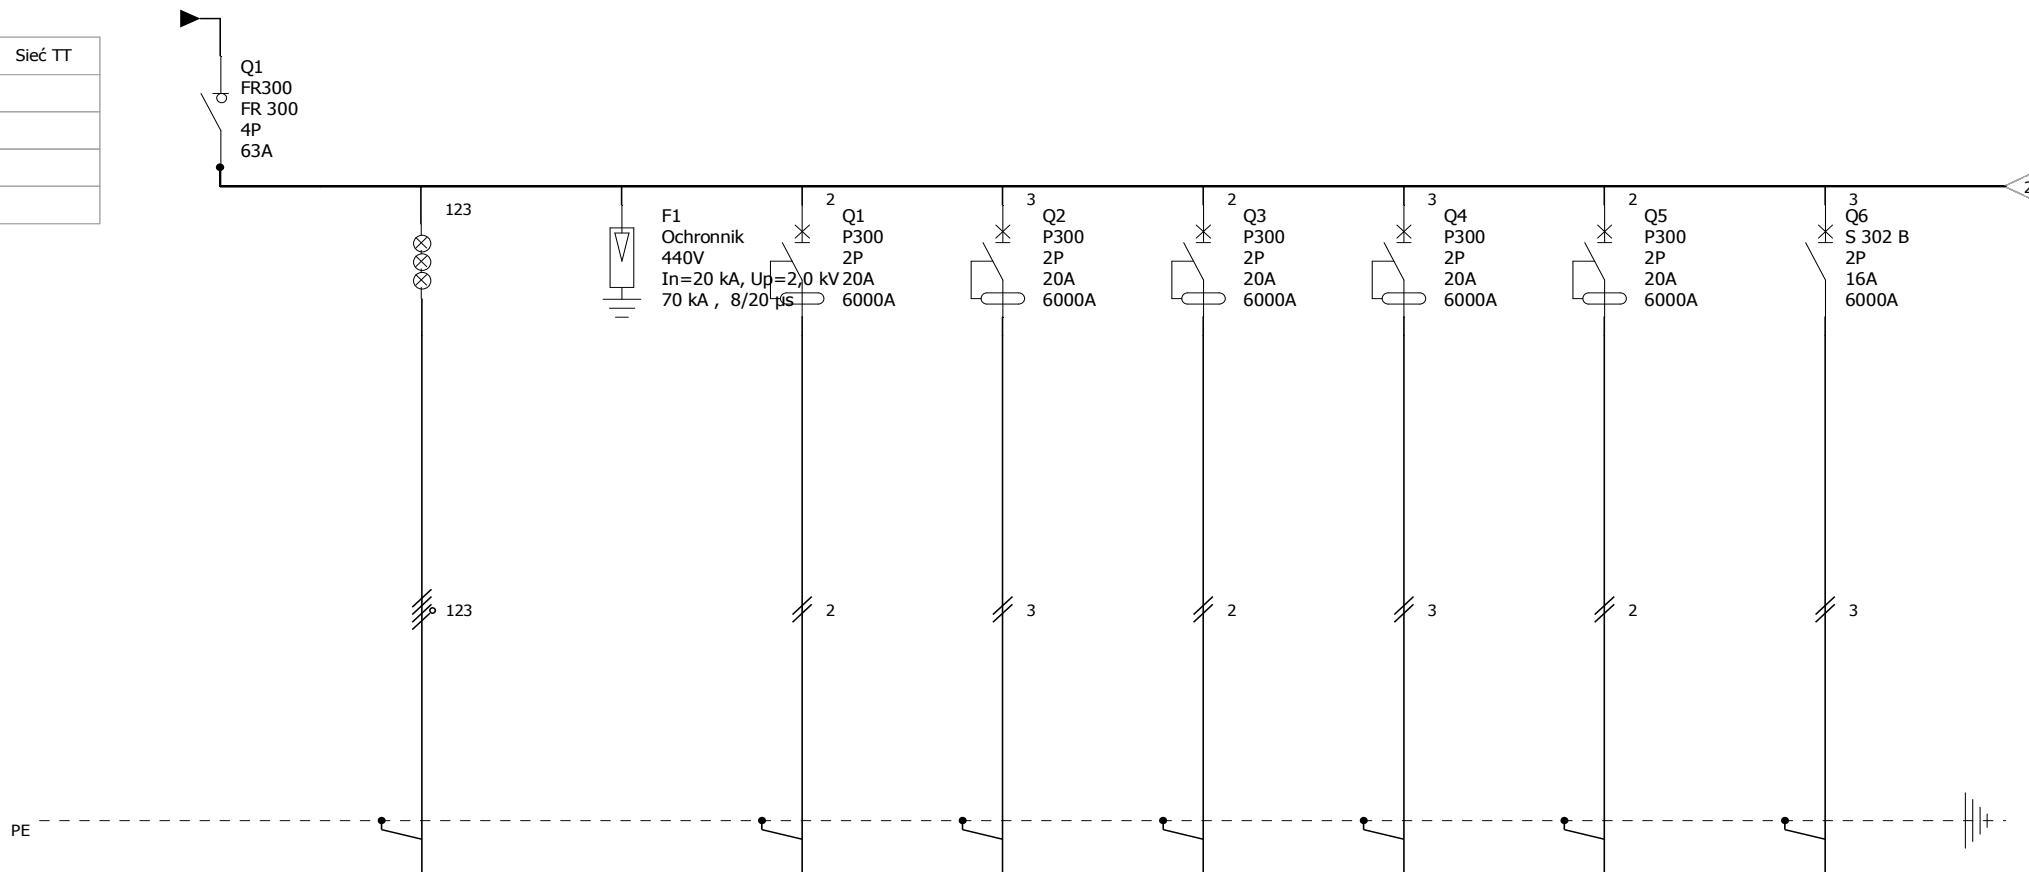 Sieć TT
Q1
FR300
FR 300
4P
63A
2
123
F1
Ochronnik
440V
In=20 kA, Up=2,0 kV
70 kA , 8/20 µs
2
Q1
P300
2P
20A
6000A
3
Q2
P300
2P
20A
6000A
2
Q3
P300
2P
20A
6000A
3
Q4
P300
2P
20A
6000A
2
Q5
P300
2P
20A
6000A
3
Q6
S 302 B
2P
16A
6000A
123
2
3
2
3
2
3
PE